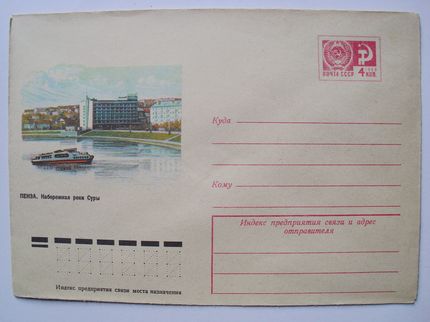 ПОЧТА СССР
4 КОП.
Куда
ПЕНЗА. Набережная реки Суры
Кому
Индекс предприятия связи и адрес
отправителя
Индекс предприятия связи места назначения